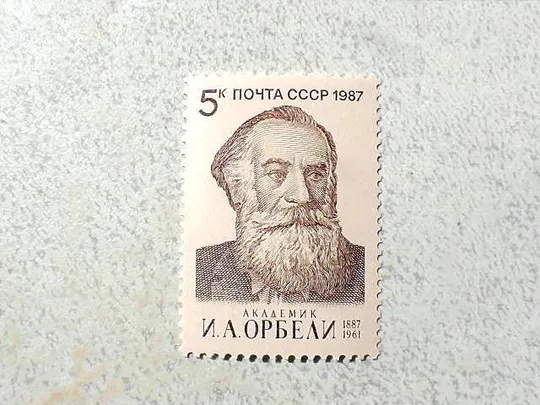 5К ПОЧТА СССР 1987
АКАДЕМИК
И.А.ОРБЕЛИ 1887
1961